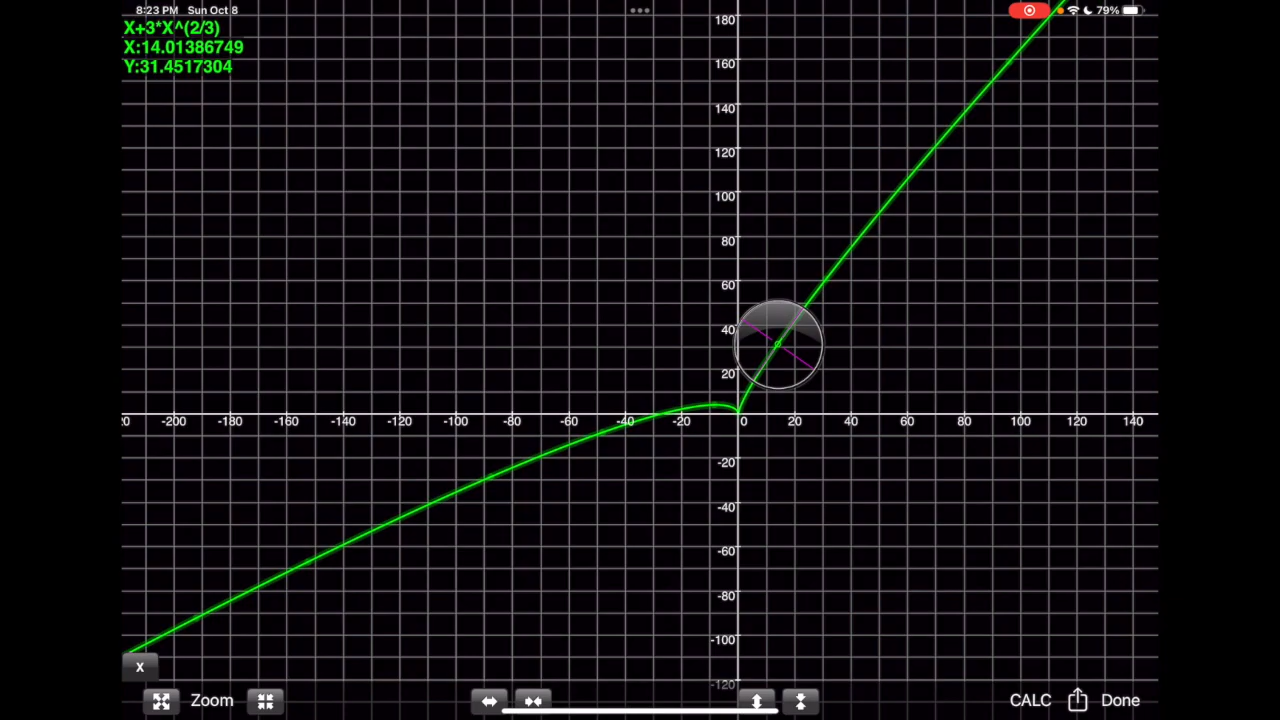 8:23 PM Sun Oct 8
79%
X+3*X^(2/3)
X:14.01386749
Y:31.4517304
180
160
140
120
100
80
60
40
20
20 -200 -180 -160 -140 -120 -100 -80 -60 -40 -20 0 20 40 60 80 100 120 140
-20
-40
-60
-80
-100
-120
X
Zoom CALC Done